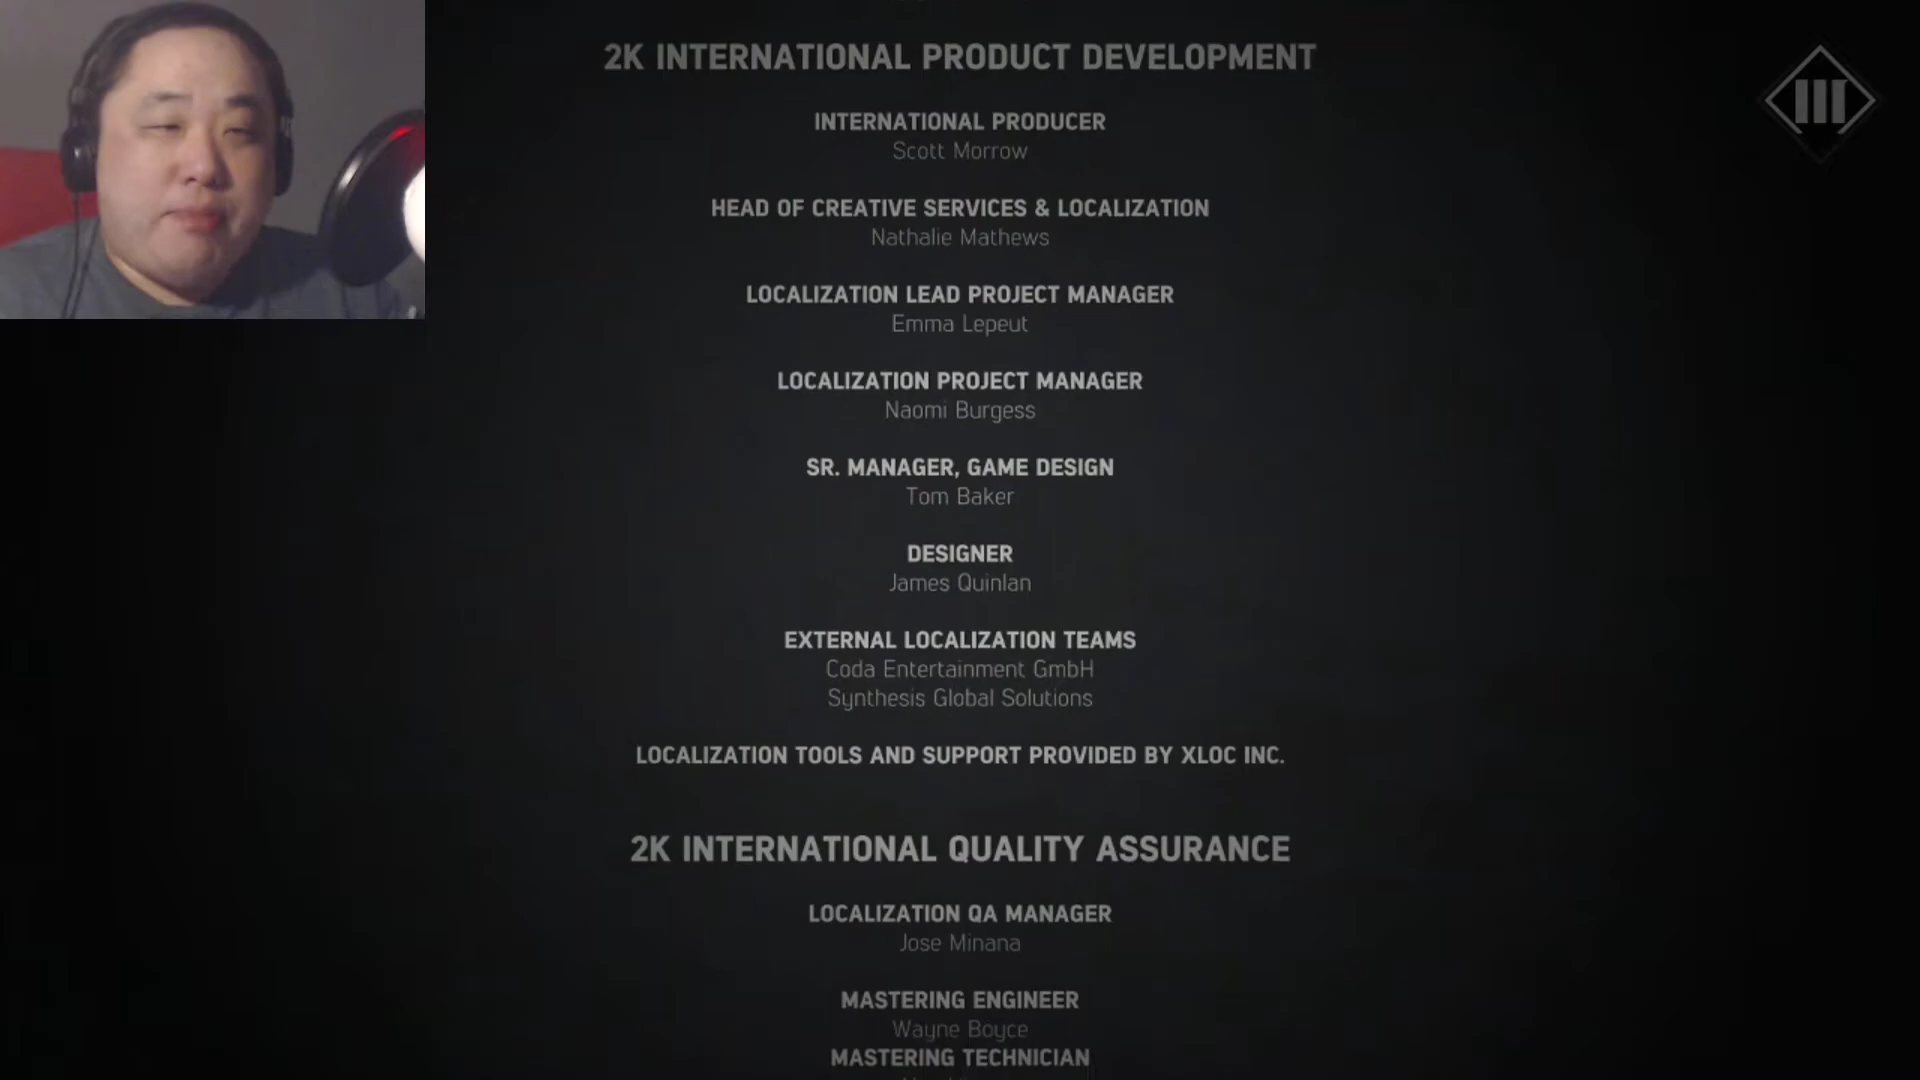 2K INTERNATIONAL PRODUCT DEVELOPMENT
INTERNATIONAL PRODUCER
Scott Morrow
HEAD OF CREATIVE SERVICES & LOCALIZATION
Nathalie Mathews
LOCALIZATION LEAD PROJECT MANAGER
Emma Lepeut
LOCALIZATION PROJECT MANAGER
Naomi Burgess
SR. MANAGER, GAME DESIGN
Tom Baker
DESIGNER
James Quinlan
EXTERNAL LOCALIZATION TEAMS
Coda Entertainment GmbH
Synthesis Global Solutions
LOCALIZATION TOOLS AND SUPPORT PROVIDED BY XLOC INC.
2K INTERNATIONAL QUALITY ASSURANCE
LOCALIZATION QA MANAGER
Jose Minana
MASTERING ENGINEER
Wayne Boyce
MASTERING TECHNICIAN